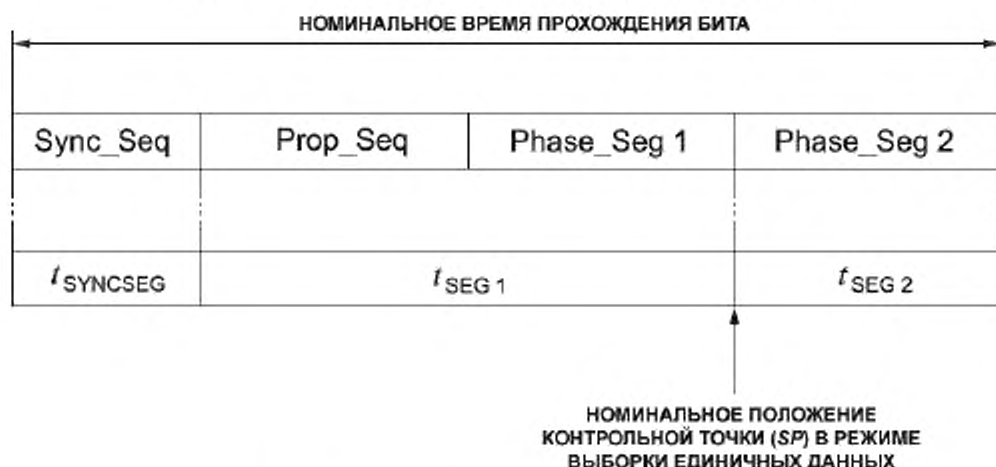 НОМИНАЛЬНОЕ ВРЕМЯ ПРОХОЖДЕНИЯ БИТА
Sync_Seq Prop_Seq Phase_Seg 1 Phase_Seg 2
tSYNCSEG tSEG 1 tSEG 2
НОМИНАЛЬНОЕ ПОЛОЖЕНИЕ
КОНТРОЛЬНОЙ ТОЧКИ (SP) В РЕЖИМЕ
ВЫБОРКИ ЕДИНИЧНЫХ ДАННЫХ